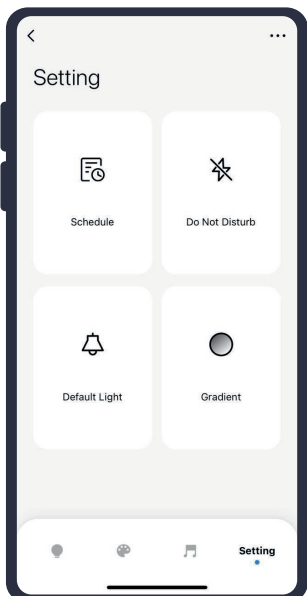 Setting
Schedule
Do Not Disturb
Default Light
Gradient
Setting